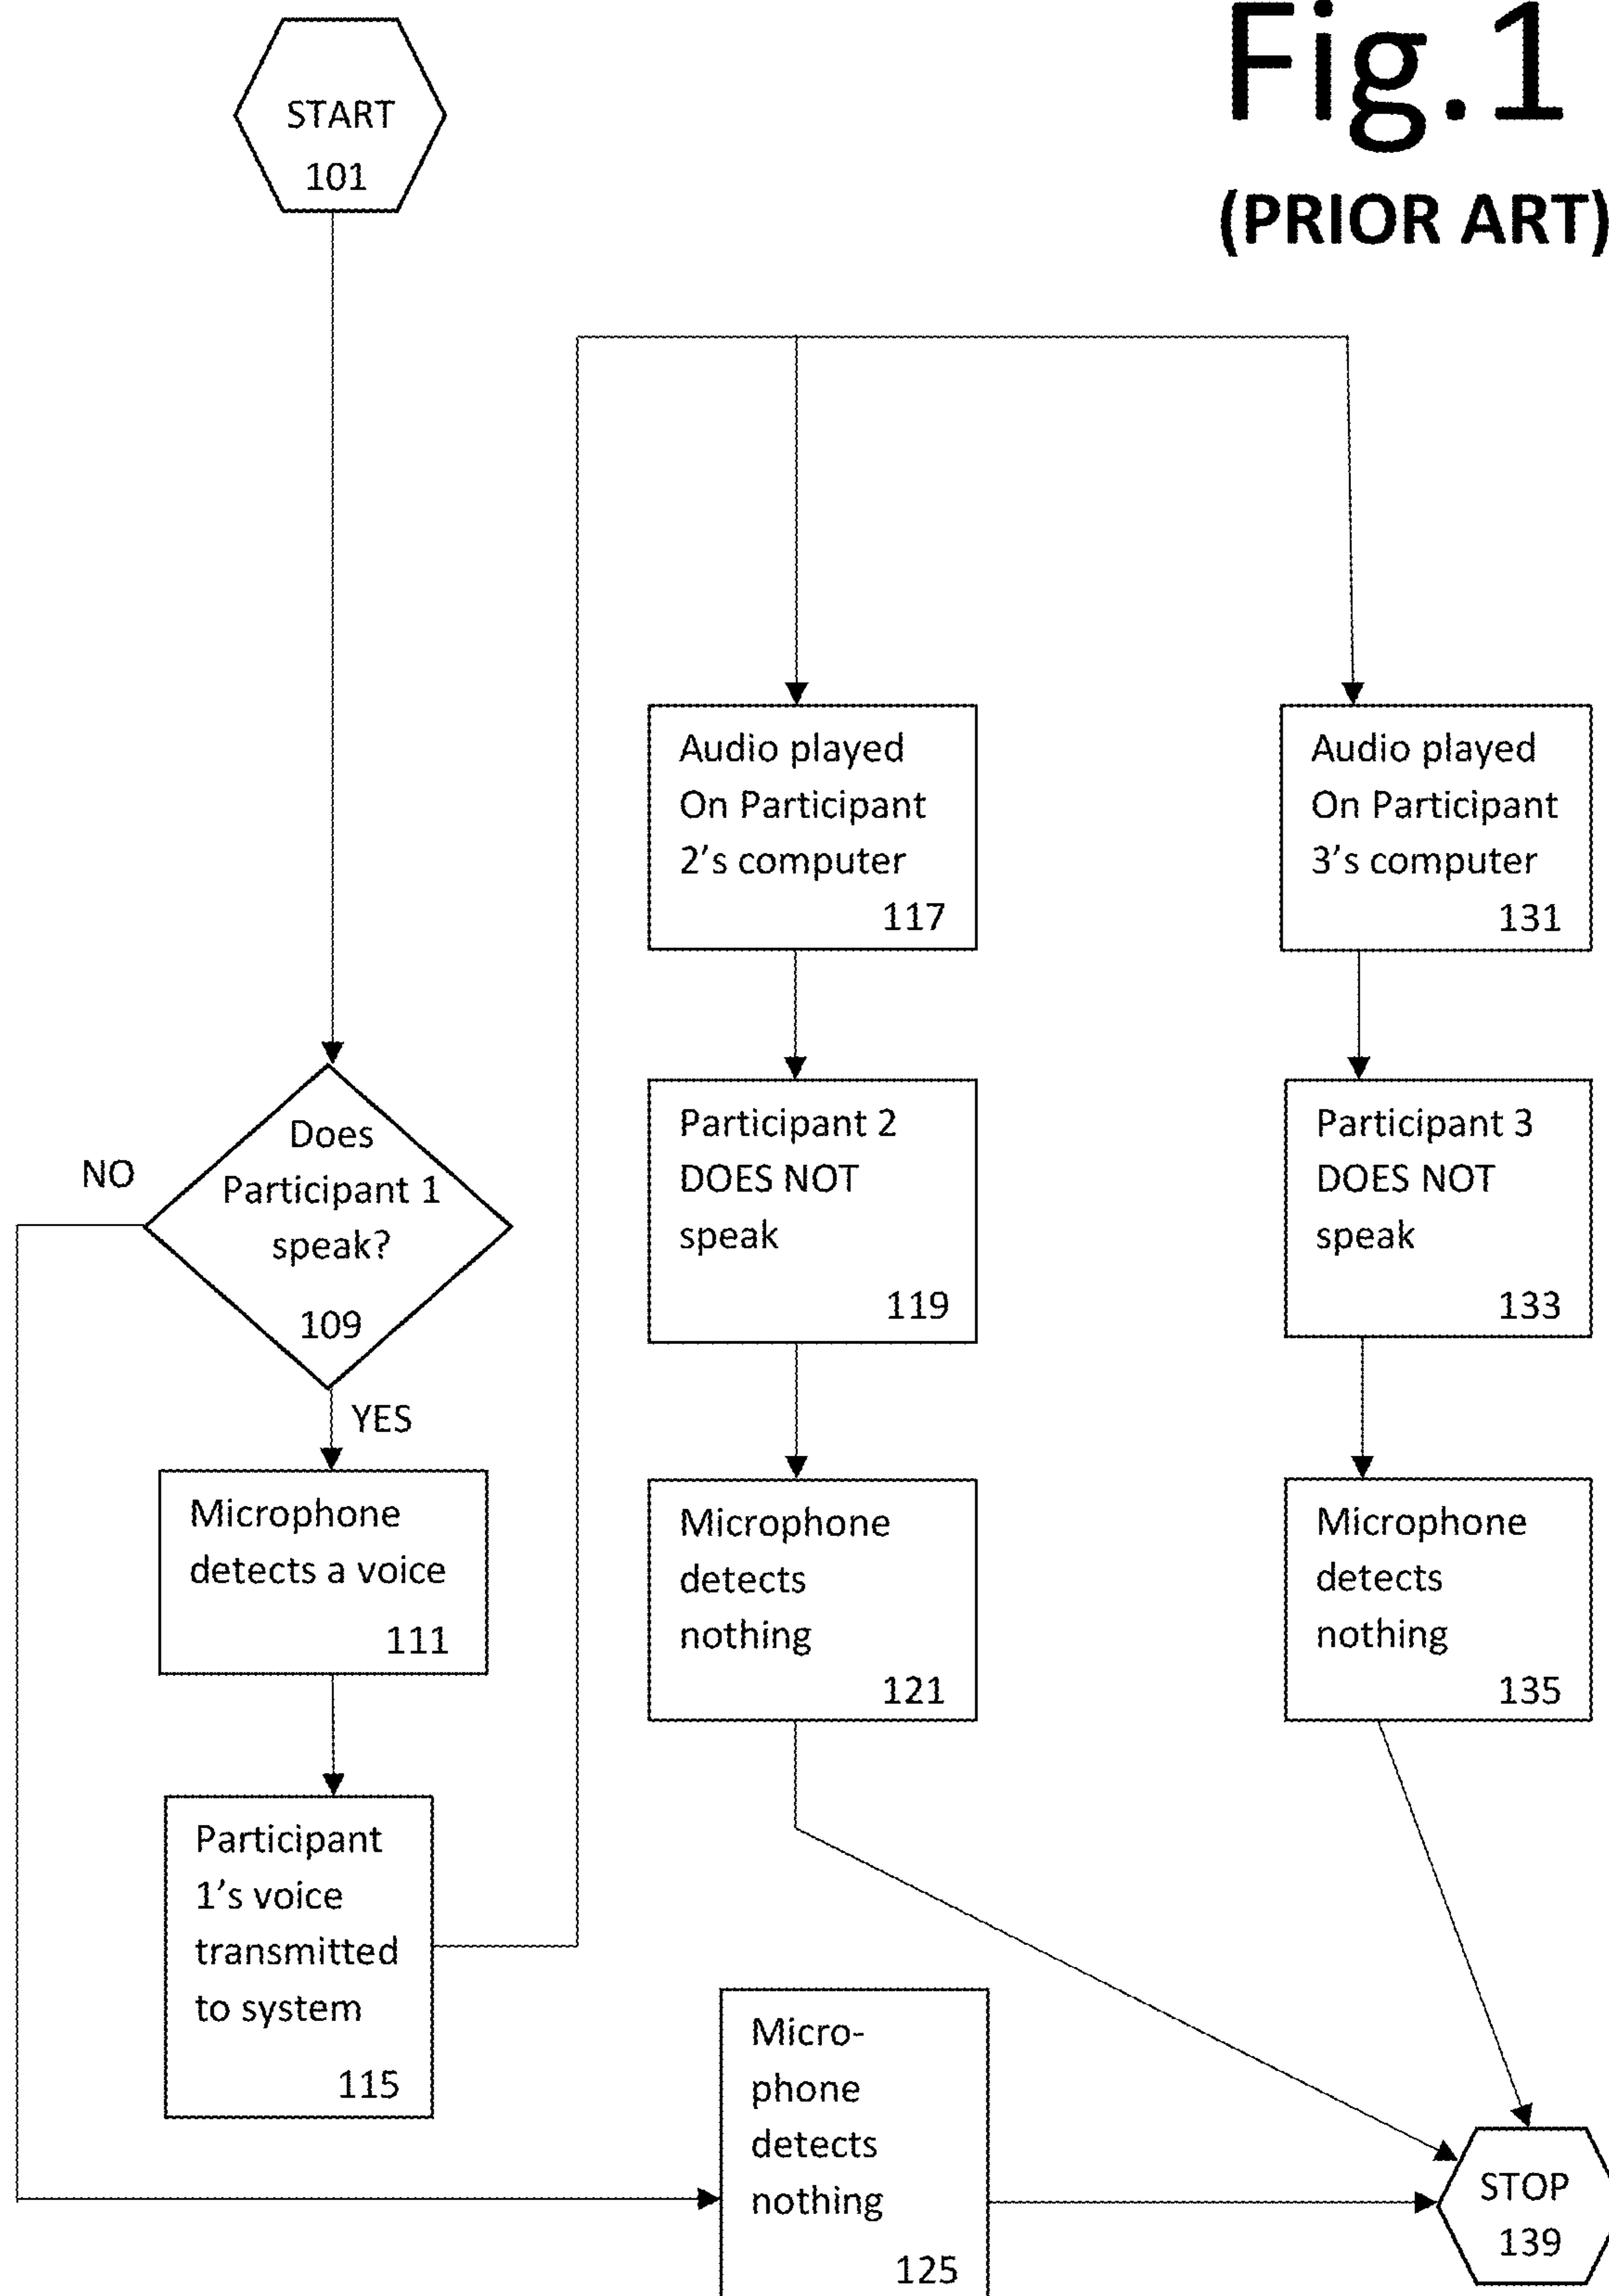 Fig.1
(PRIOR ART)
START
101
Does
Participant 1
speak?
109
NO
YES
Microphone
detects a voice
111
Participant
1's voice
transmitted
to system
115
Audio played
On Participant
2's computer
117
Participant 2
DOES NOT
speak
119
Microphone
detects
nothing
121
Audio played
On Participant
3's computer
131
Participant 3
DOES NOT
speak
133
Microphone
detects
nothing
135
Micro-
phone
detects
nothing
125
STOP
139